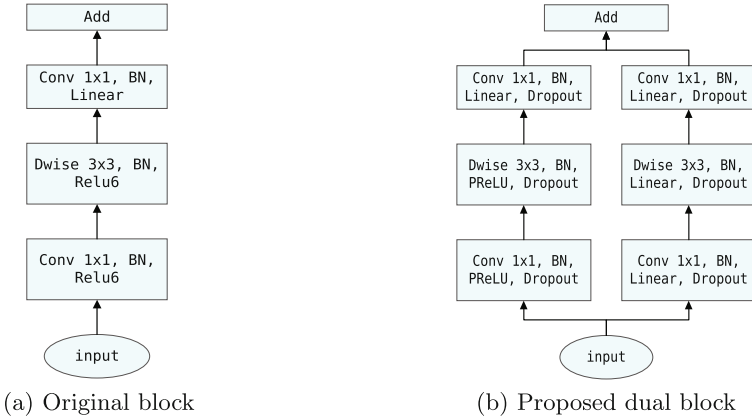 Add
Conv 1x1, BN,
Linear
Dwise 3x3, BN,
Relu6
Conv 1x1, BN,
Relu6
input
(a) Original block
Add
Conv 1x1, BN,
Linear, Dropout
Conv 1x1, BN,
Linear, Dropout
Dwise 3x3, BN,
PReLU, Dropout
Dwise 3x3, BN,
Linear, Dropout
Conv 1x1, BN,
PReLU, Dropout
Conv 1x1, BN,
Linear, Dropout
input
(b) Proposed dual block